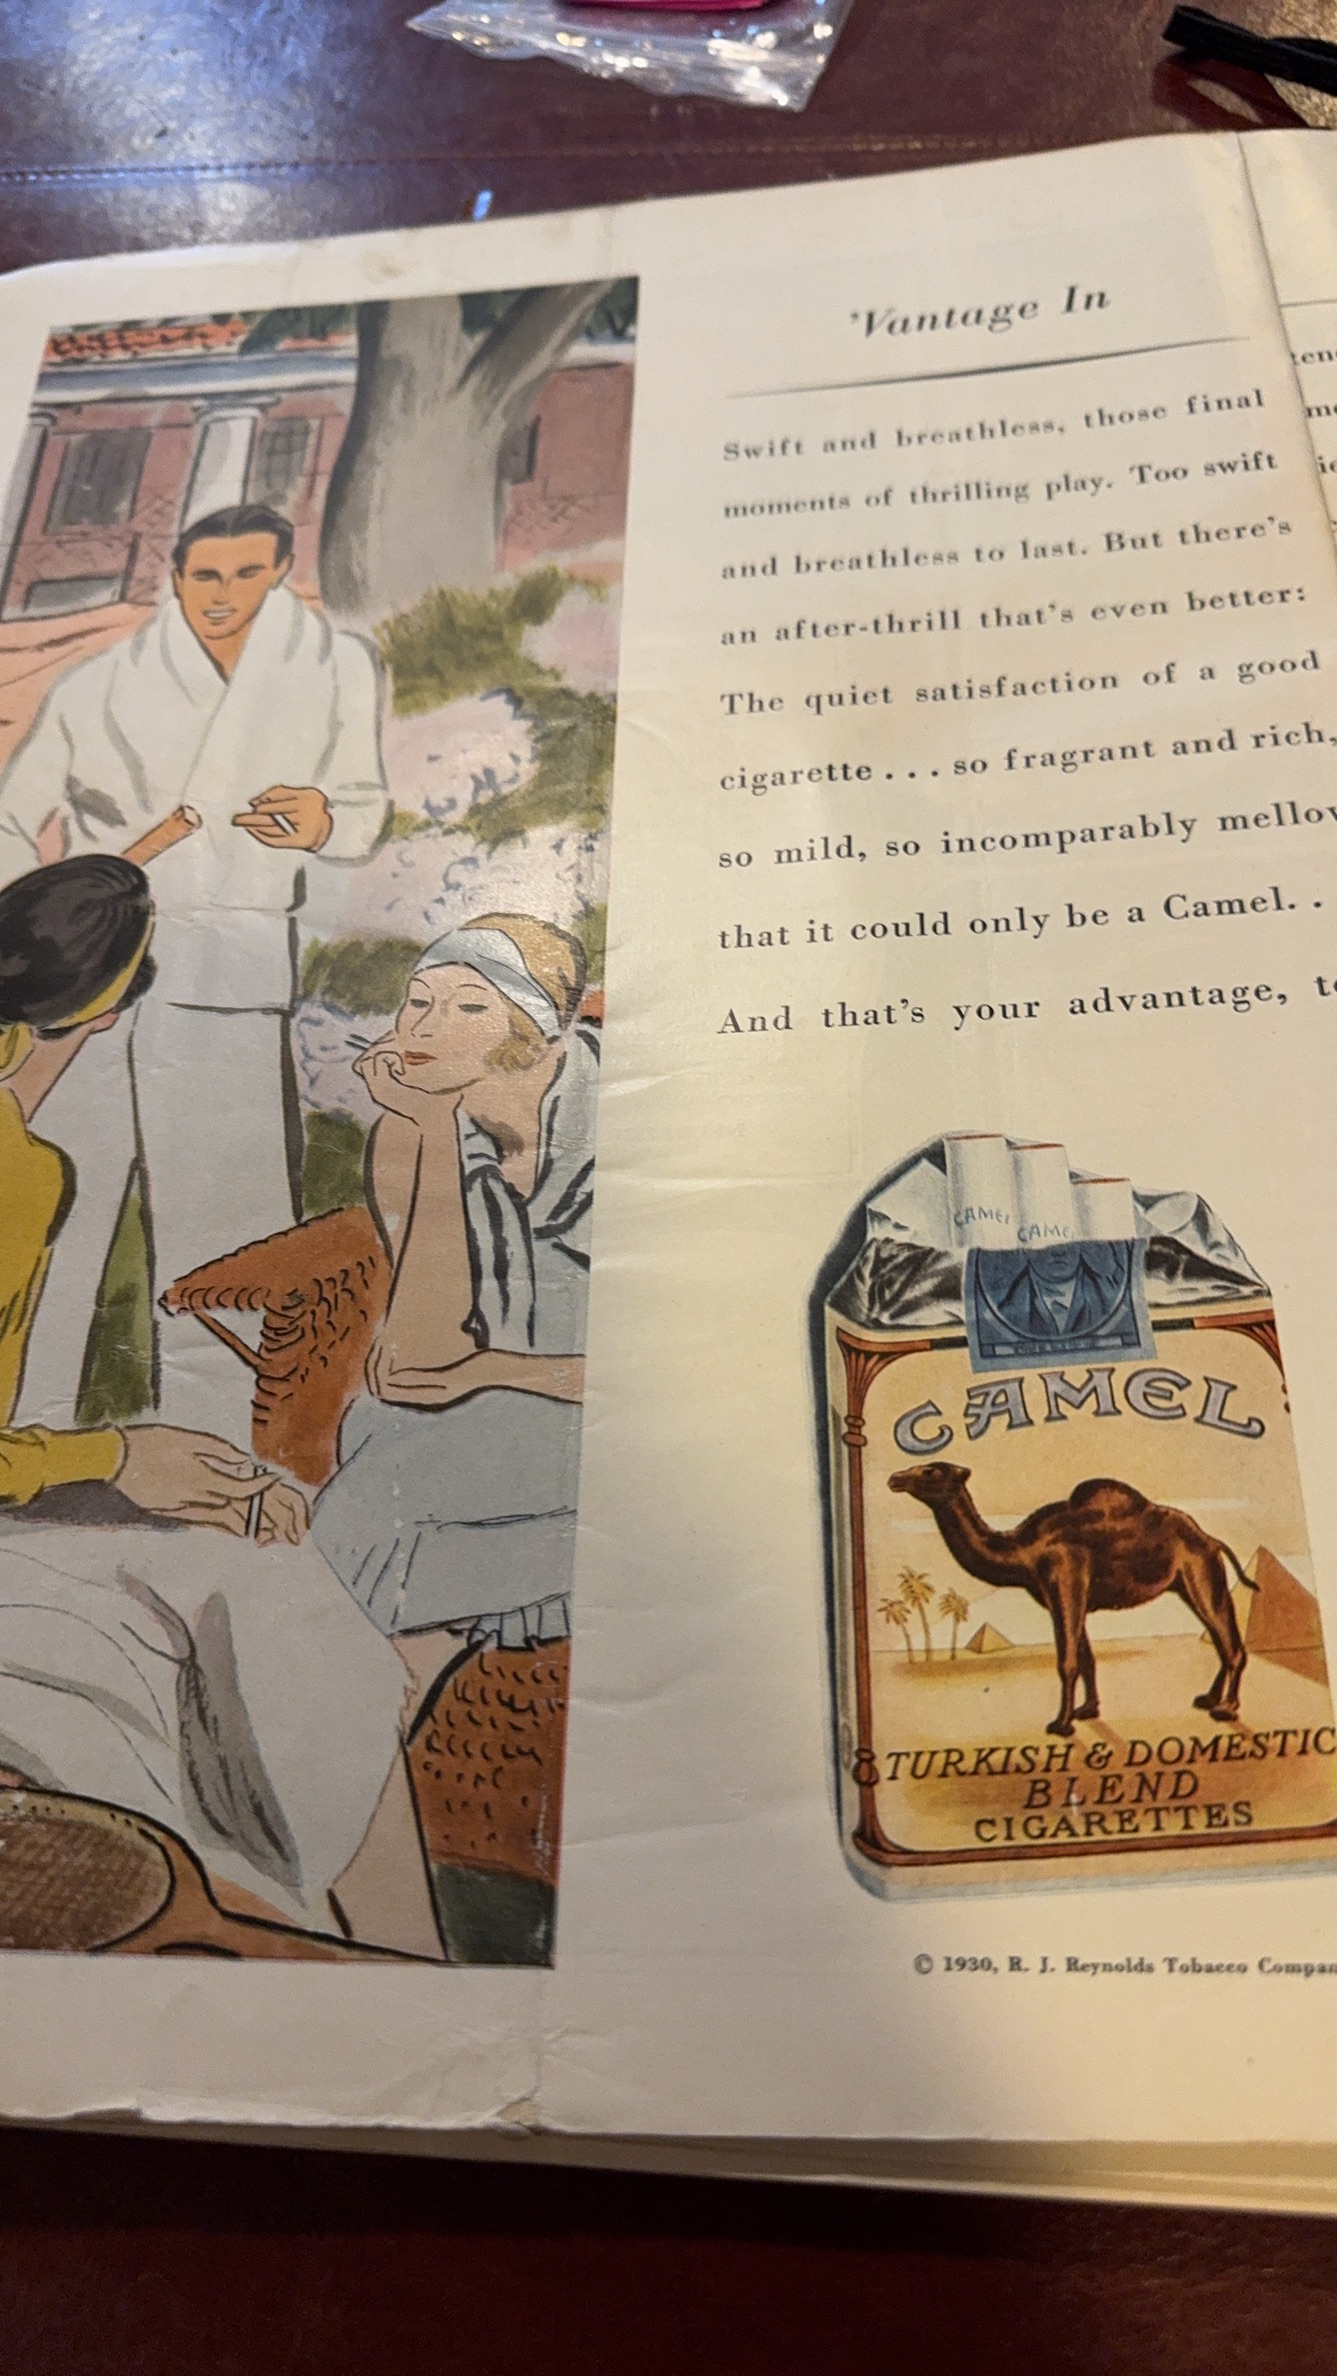 'Vantage In
Swift and breathless, those final
moments of thrilling play. Too swift
and breathless to last. But there's
an after-thrill that's even better:
The quiet satisfaction of a good
cigarette . . . so fragrant and rich,
so mild, so incomparably mellow
that it could only be a Camel. .
And that's your advantage,
CAMEL
CAMEL
CAMEL
TURKISH & DOMESTIC
BLEND
CIGARETTES
© 1930, R. J. Reynolds Tobacco